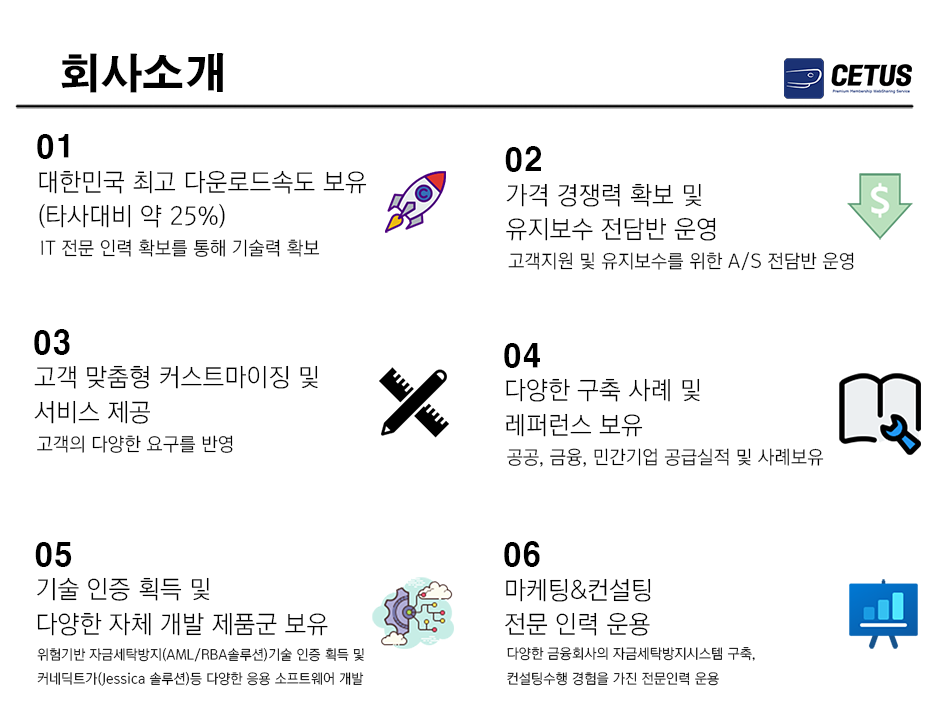 회사소개
CETUS
Premium Membership WebSharing Service
01
대한민국 최고 다운로드속도 보유
(타사대비 약 25%)
IT 전문 인력 확보를 통해 기술력 확보
02
가격 경쟁력 확보 및
유지보수 전담반 운영
고객지원 및 유지보수를 위한 A/S 전담반 운영
$
03
고객 맞춤형 커스트마이징 및
서비스 제공
고객의 다양한 요구를 반영
04
다양한 구축 사례 및
레퍼런스 보유
공공, 금융, 민간기업 공급실적 및 사례보유
05
기술 인증 획득 및
다양한 자체 개발 제품군 보유
위험기반 자금세탁방지(AML/RBA솔루션)기술 인증 획득 및
커네딕트가(Jessica 솔루션)등 다양한 응용 소프트웨어 개발
06
마케팅&컨설팅
전문 인력 운용
다양한 금융회사의 자금세탁방지시스템 구축,
컨설팅수행 경험을 가진 전문인력 운용